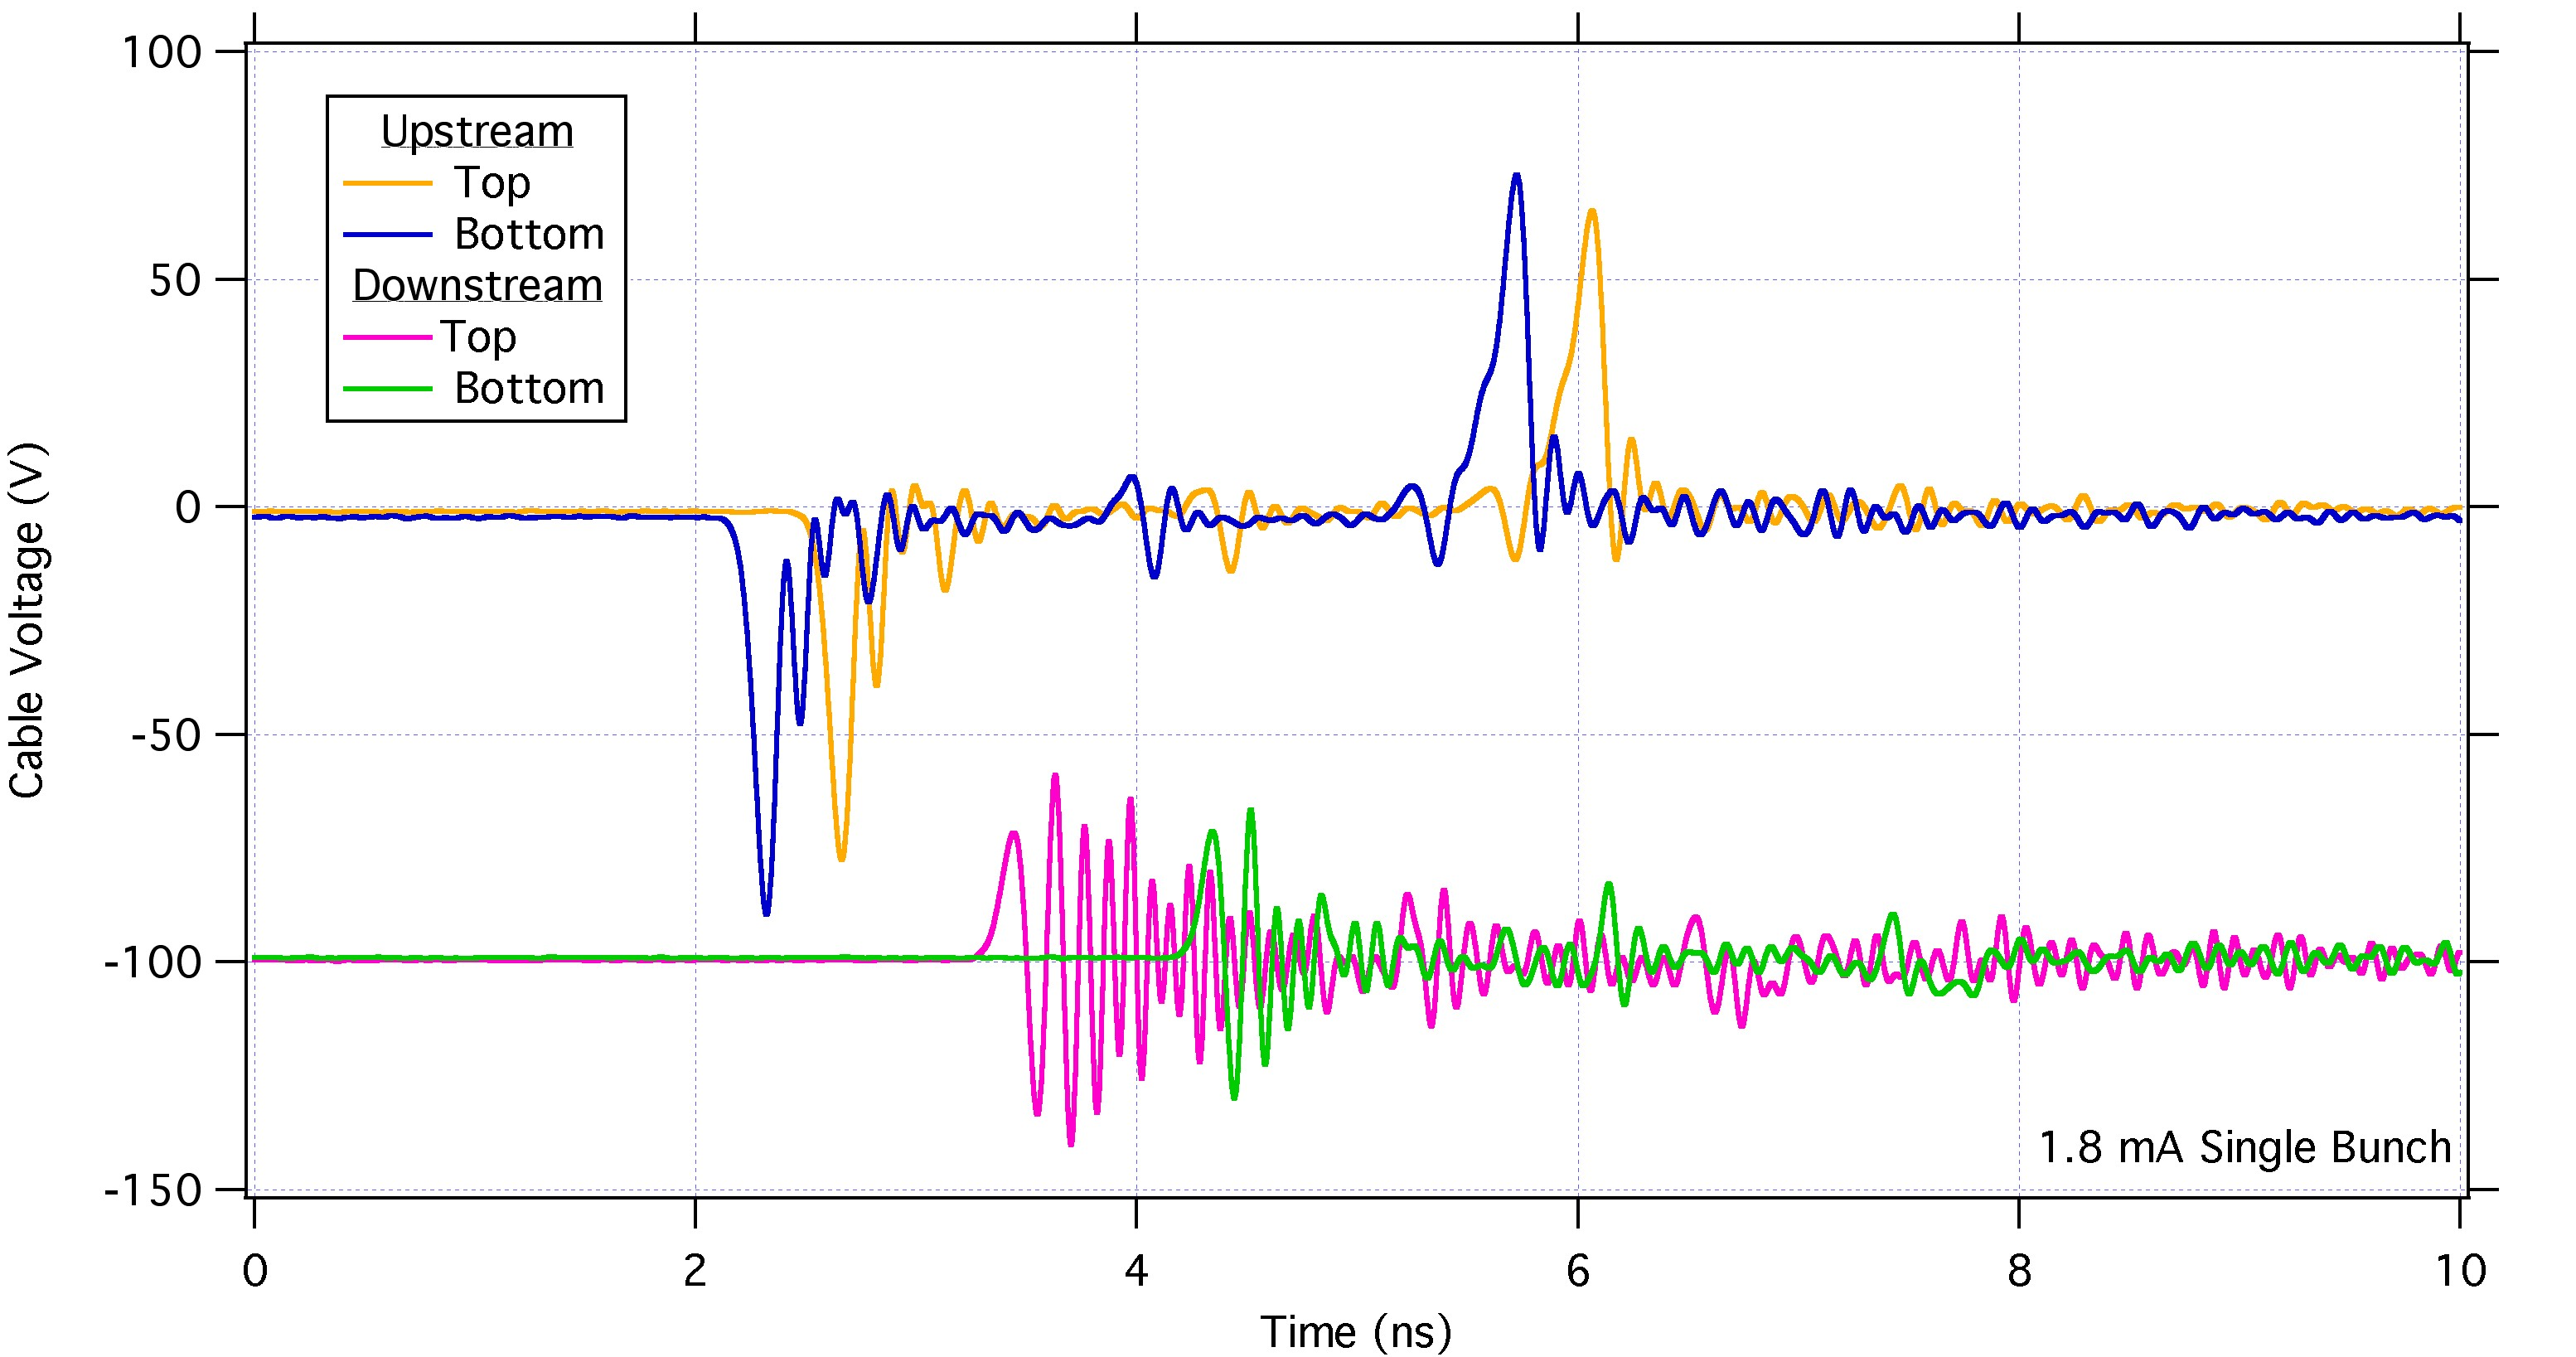 100
50
0
-50
-100
-150
Cable Voltage (V)
Upstream
Top
Bottom
Downstream
Top
Bottom
1.8 mA Single Bunch
0 2 4 6 8 10
Time (ns)